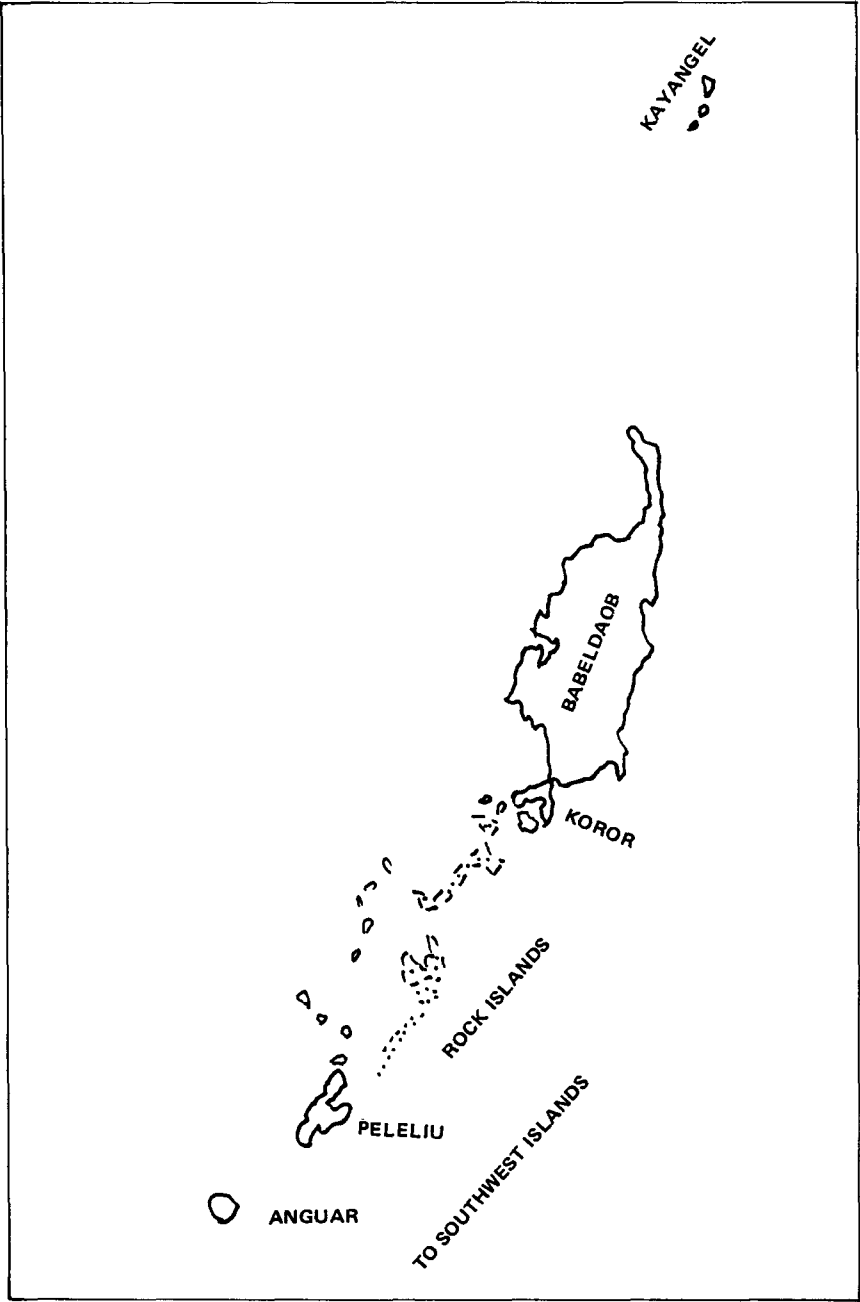 KAYANGEL
BABELDAOB
KOROR
ROCK ISLANDS
PELELIU
TO SOUTHWEST ISLANDS
ANGUAR